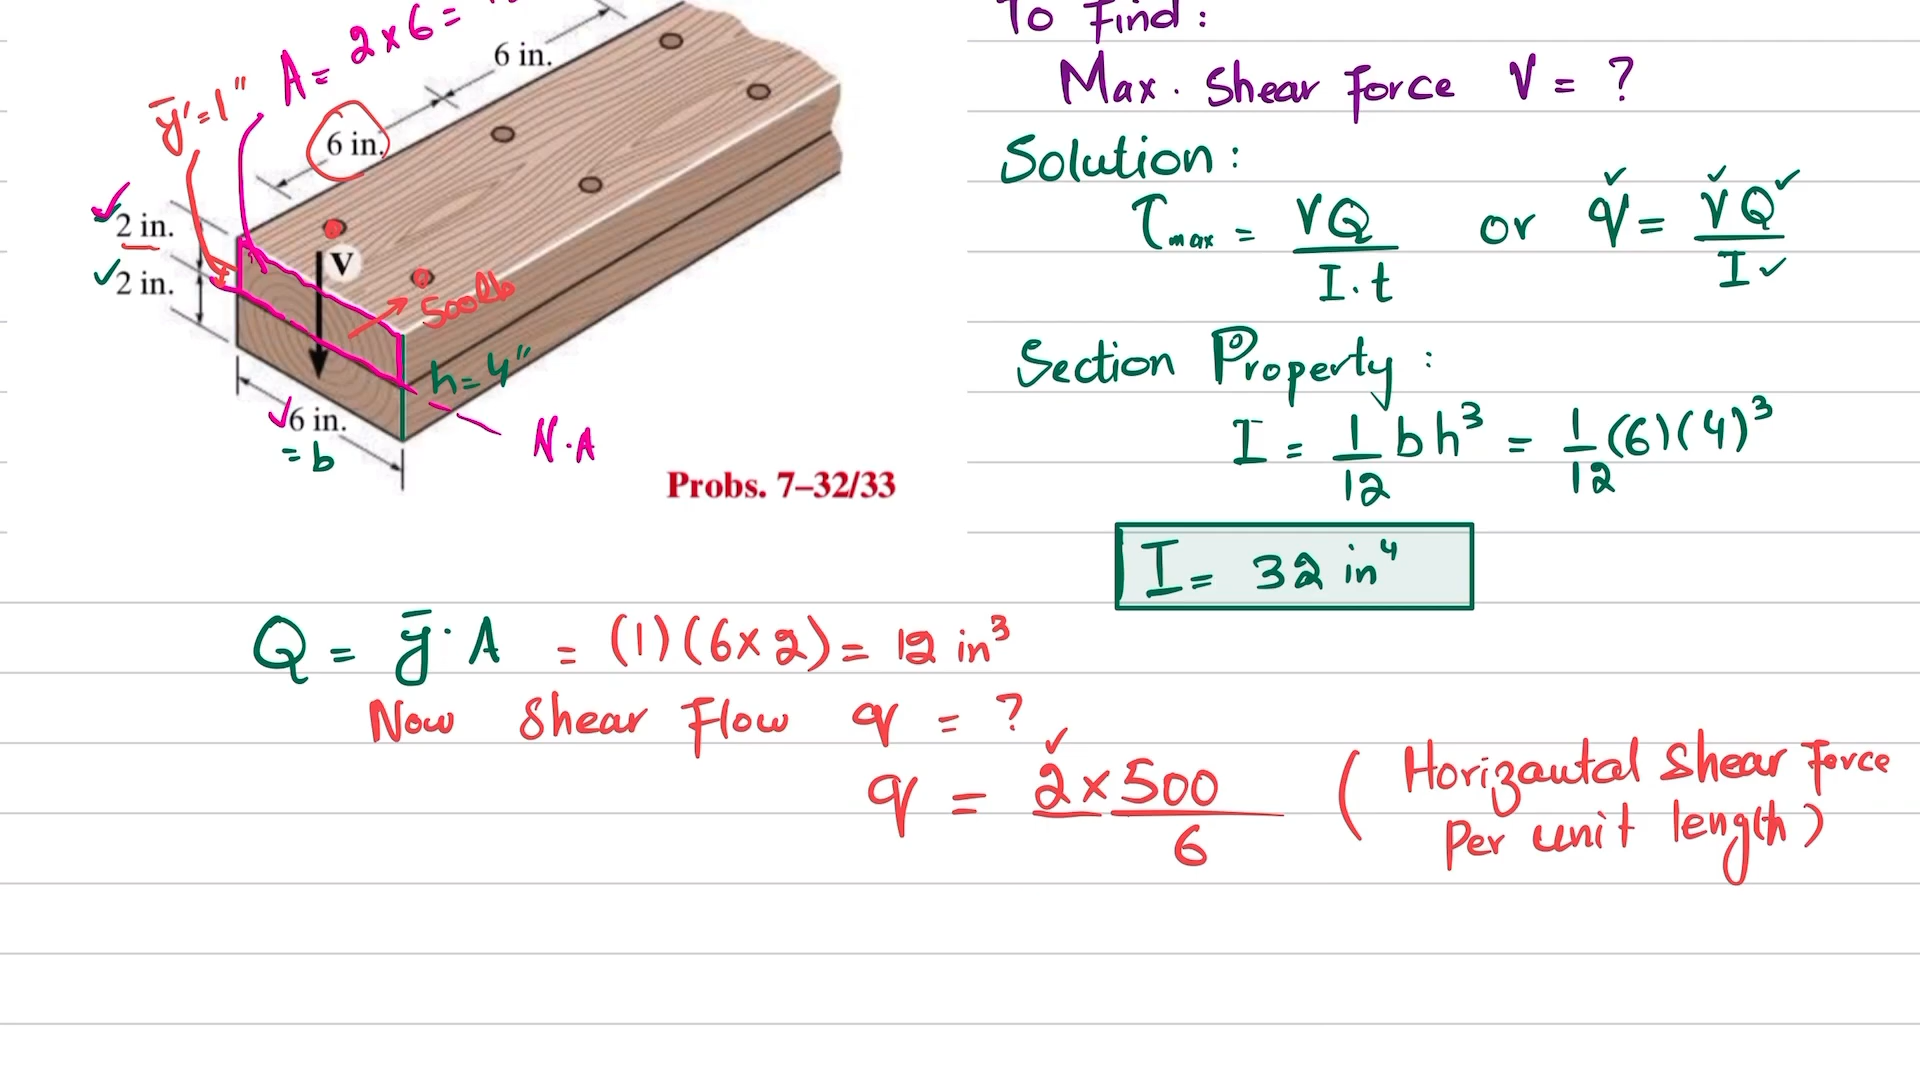 To Find:
Max. Shear Force V = ?
Solution:
τmax = VQ / I.t or q = VQ / I
Section Property:
I = 1/12 bh³ = 1/12 (6)(4)³
I = 32 in⁴
A = 2x6 =
ȳ' = 1"
6 in.
6 in.
2 in.
2 in.
V
500lb
h = 4"
6 in.
= b
N.A
Probs. 7–32/33
Q = ȳ.A = (1)(6x2) = 12 in³
Now Shear Flow q = ?
q = 2x500 / 6 (Horizautal Shear Force
Per unit length)